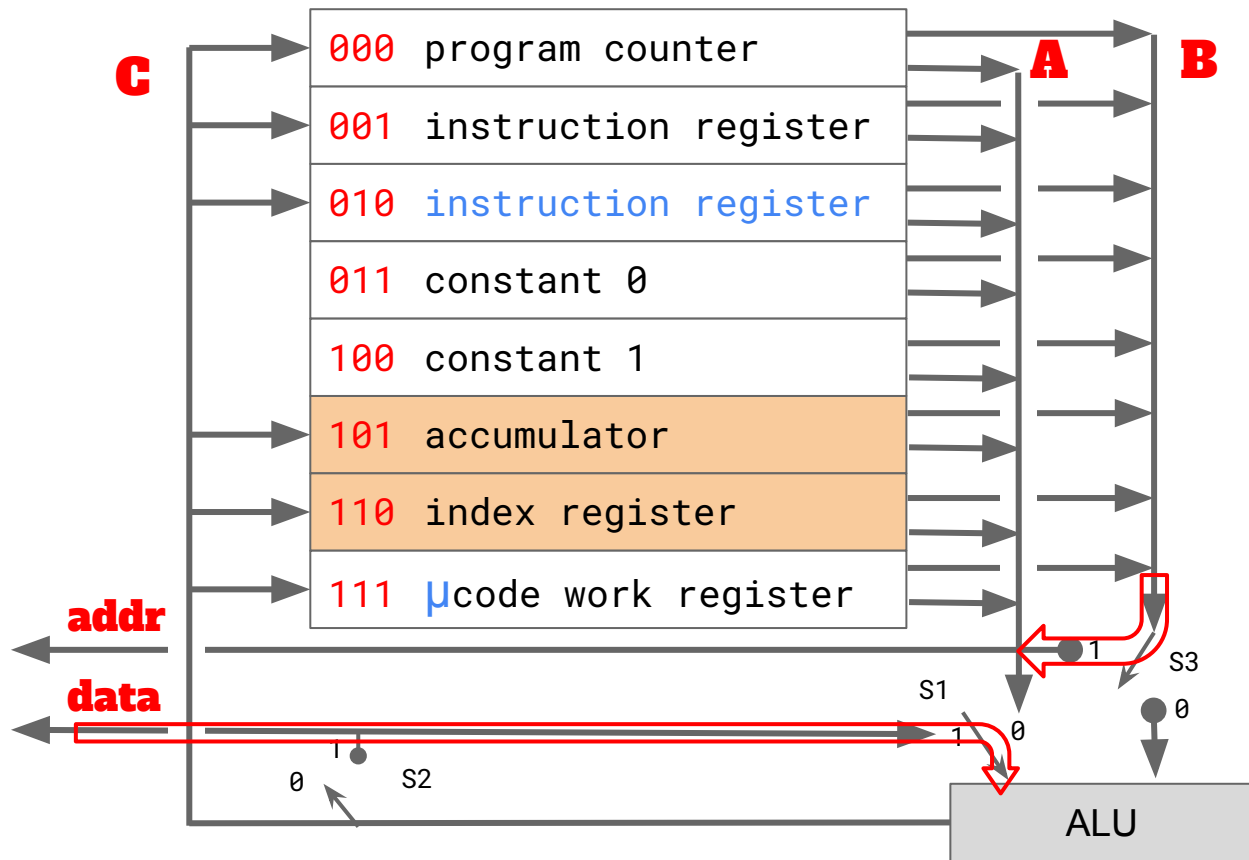 C
A
B
000 program counter
001 instruction register
010 instruction register
011 constant 0
100 constant 1
101 accumulator
110 index register
111 µcode work register
addr
1
S3
data
S1
0
1
0
1
0
S2
ALU